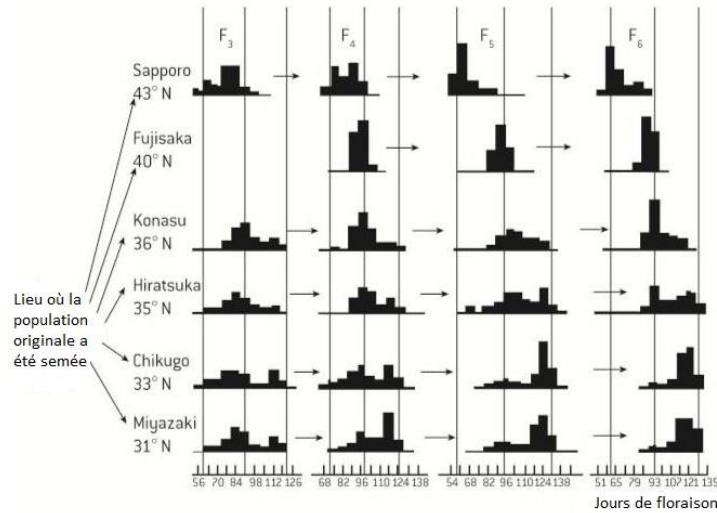 F3 F4 F5 F6
Sapporo
43° N
Fujisaka
40° N
Konasu
36° N
Hiratsuka
35° N
Lieu où la
population
originale a
été semée
Chikugo
33° N
Miyazaki
31° N
56 70 84 98 112 126 68 82 96 110 124 138 54 68 82 96 110 124 138 51 65 79 93 107 121 135
Jours de floraison